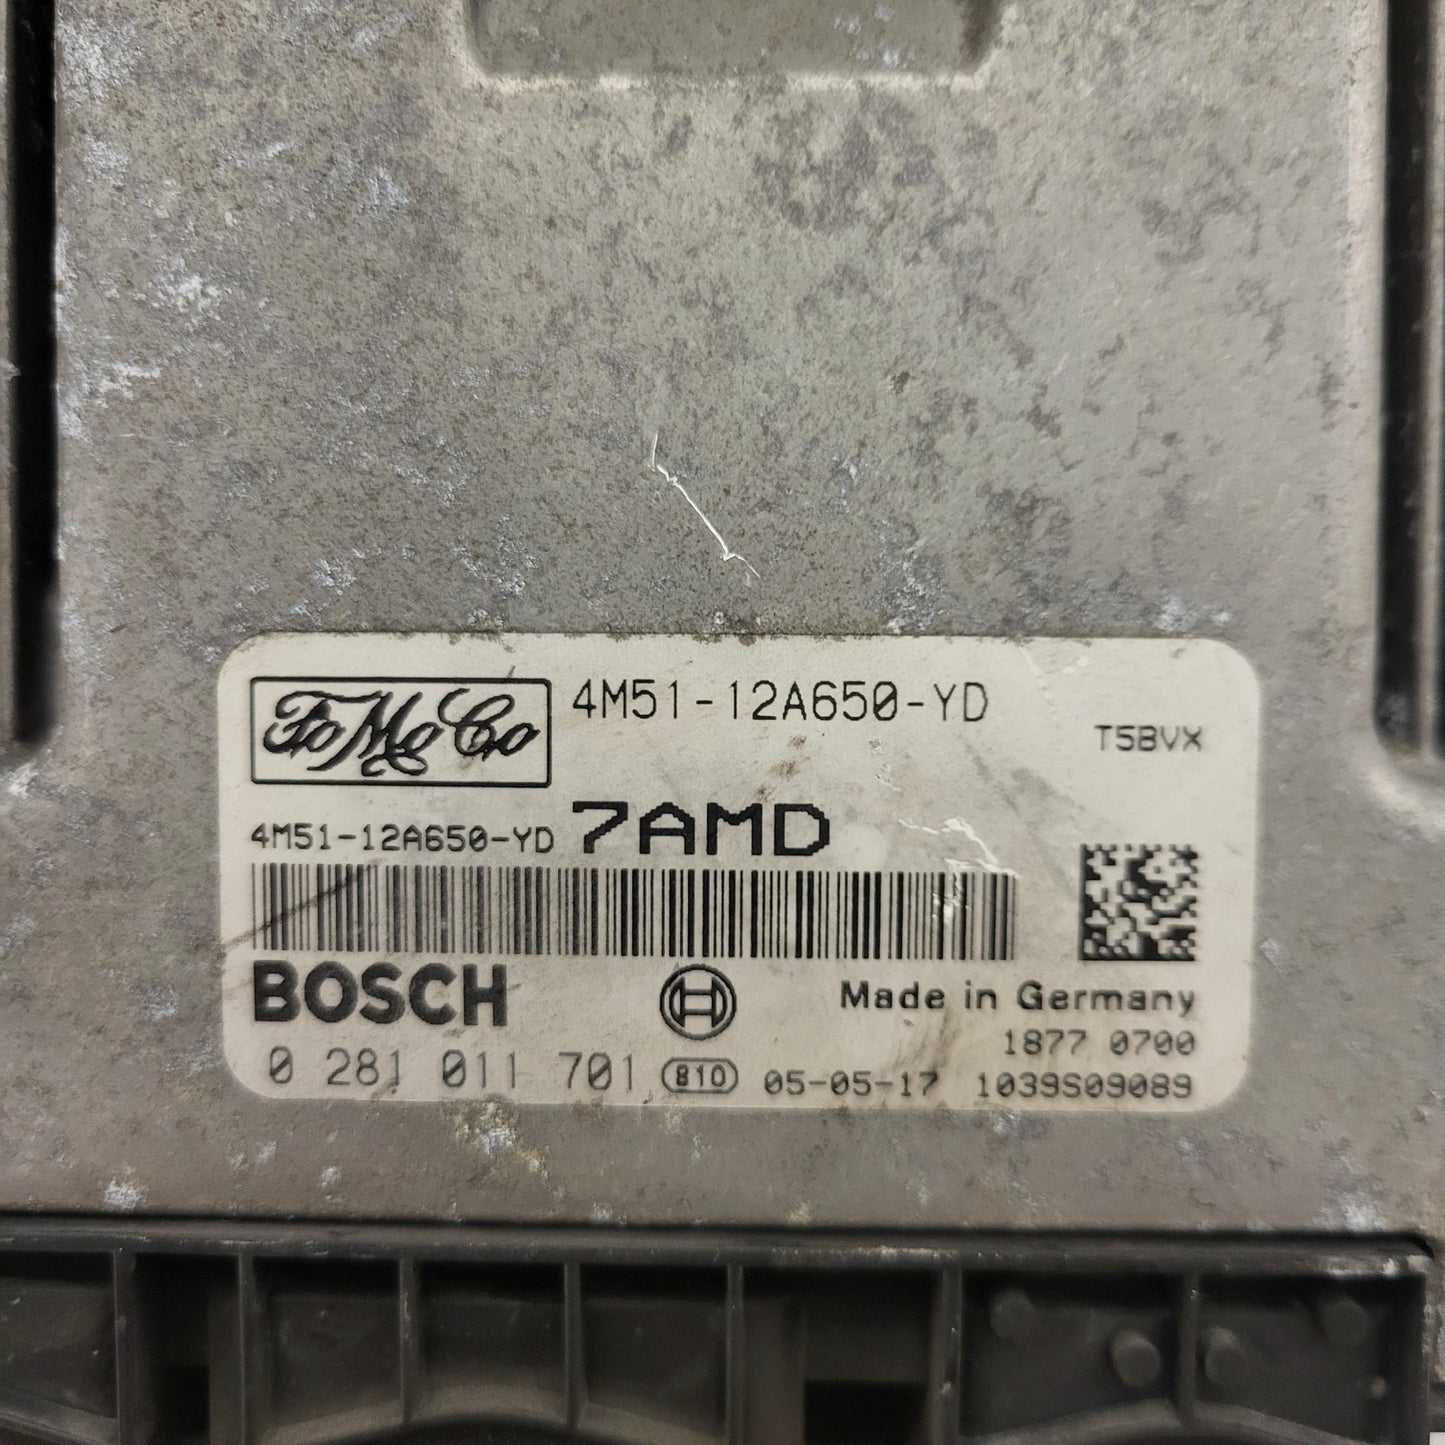 FoMoCo
4M51-12A650-YD
T5BVX
4M51-12A650-YD 7AMD
BOSCH
Made in Germany
1877 0700
0 281 011 701 810 05-05-17 1039S09089